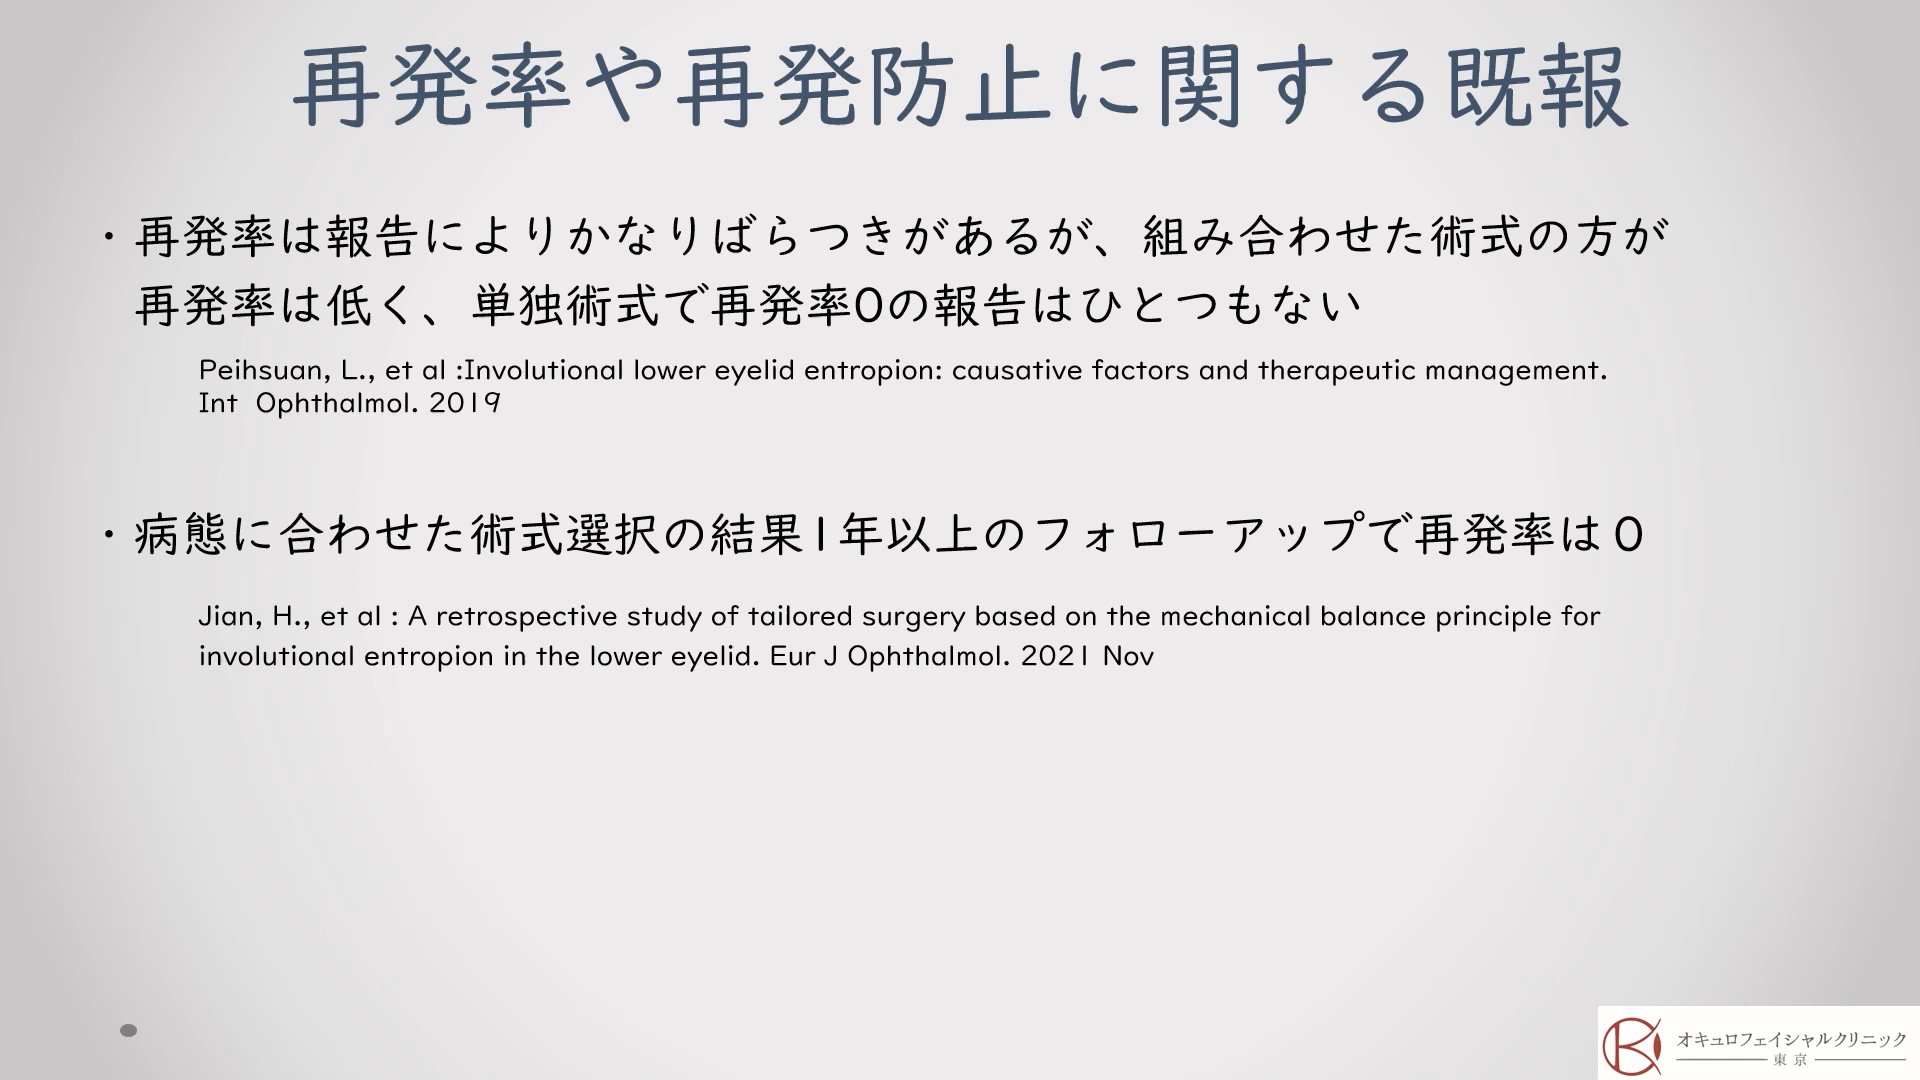 再発率や再発防止に関する既報
・再発率は報告によりかなりばらつきがあるが、組み合わせた術式の方が
再発率は低く、単独術式で再発率0の報告はひとつもない
Peihsuan, L., et al :Involutional lower eyelid entropion: causative factors and therapeutic management.
Int  Ophthalmol. 2019
・病態に合わせた術式選択の結果1年以上のフォローアップで再発率は0
Jian, H., et al : A retrospective study of tailored surgery based on the mechanical balance principle for
involutional entropion in the lower eyelid. Eur J Ophthalmol. 2021 Nov
オキュロフェイシャルクリニック
東京